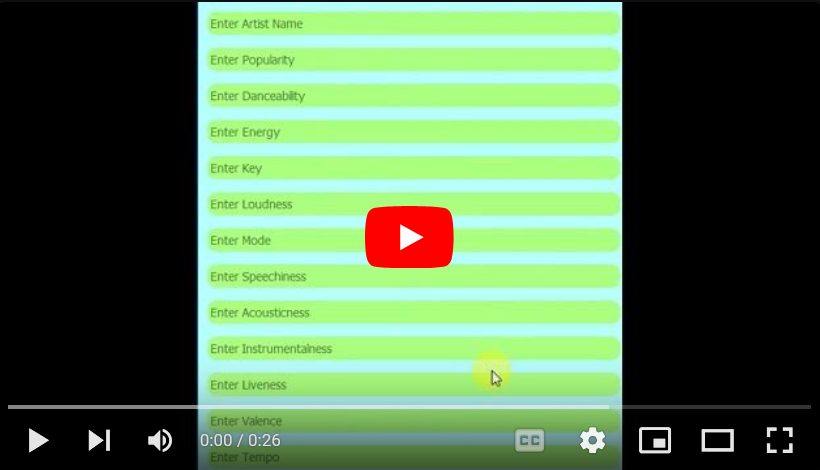 Enter Artist Name
Enter Popularity
Enter Danceability
Enter Energy
Enter Key
Enter Loudness
Enter Mode
Enter Speechiness
Enter Acousticness
Enter Instrumentalness
Enter Liveness
Enter Valence
Enter Tempo
0:00 / 0:26
CC